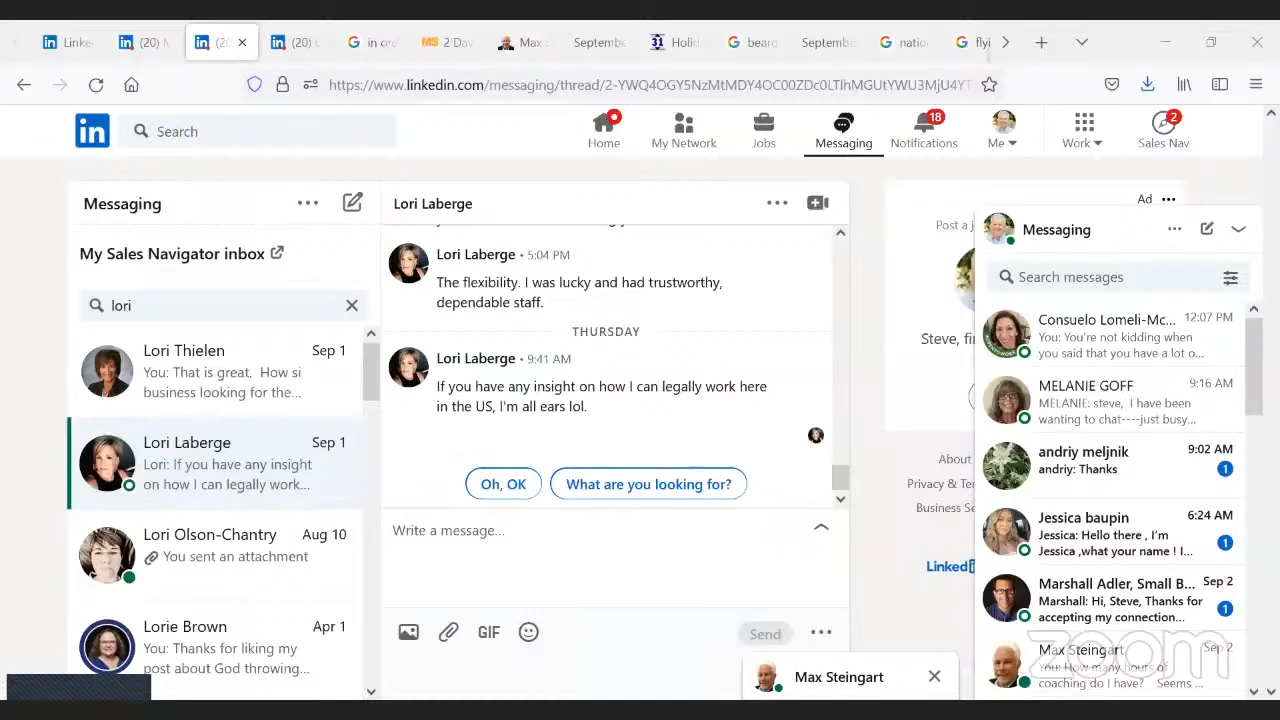 Linke
(20) M
(20
(20) (
in ord
MS 2 Day
Max
Septembe
31 Holid
bearc
Septembe
natio
flyi
https://www.linkedin.com/messaging/thread/2-YWQ4OGY5NzMtMDY4OC00ZDc0LTlhMGUtYWU3MjU4YT
in
Search
Home
My Network
Jobs
Messaging
18
Notifications
Me
Work
2
Sales Nav
Messaging
My Sales Navigator inbox
lori
Lori Thielen
Sep 1
You: That is great. How si
business looking for the...
Lori Laberge
Sep 1
Lori: If you have any insight
on how I can legally work...
Lori Olson-Chantry
Aug 10
You sent an attachment
Lorie Brown
Apr 1
You: Thanks for liking my
post about God throwing...
Lori Laberge
Lori Laberge • 5:04 PM
The flexibility. I was lucky and had trustworthy,
dependable staff.
THURSDAY
Lori Laberge • 9:41 AM
If you have any insight on how I can legally work here
in the US, I'm all ears lol.
Oh, OK
What are you looking for?
Write a message...
GIF
Send
Max Steingart
Ad
Post a j
Steve, fi
About
Privacy & Ter
Business Se
Linked
Messaging
Search messages
Consuelo Lomeli-Mc...
12:07 PM
You: You're not kidding when
you said that you have a lot o...
MELANIE GOFF
9:16 AM
MELANIE: steve, I have been
wanting to chat----just busy...
andriy meljnik
9:02 AM
andriy: Thanks
1
Jessica baupin
6:24 AM
Jessica: Hello there , I'm
Jessica ,what your name ! I...
1
Marshall Adler, Small B...
Sep 2
Marshall: Hi, Steve, Thanks for
accepting my connection...
1
Max Steingart
Sep 2
You: How many hours of
coaching do I have? Seems ...
zoom